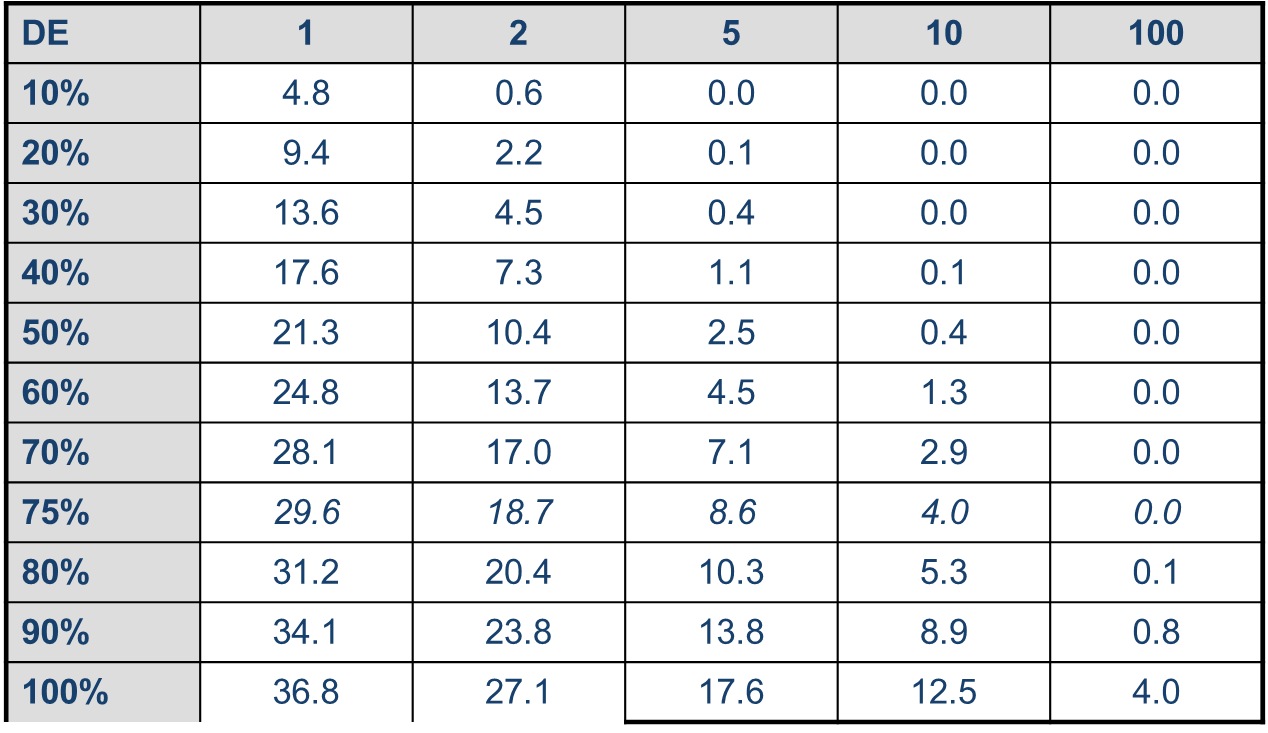 DE 1 2 5 10 100
10% 4.8 0.6 0.0 0.0 0.0
20% 9.4 2.2 0.1 0.0 0.0
30% 13.6 4.5 0.4 0.0 0.0
40% 17.6 7.3 1.1 0.1 0.0
50% 21.3 10.4 2.5 0.4 0.0
60% 24.8 13.7 4.5 1.3 0.0
70% 28.1 17.0 7.1 2.9 0.0
75% 29.6 18.7 8.6 4.0 0.0
80% 31.2 20.4 10.3 5.3 0.1
90% 34.1 23.8 13.8 8.9 0.8
100% 36.8 27.1 17.6 12.5 4.0